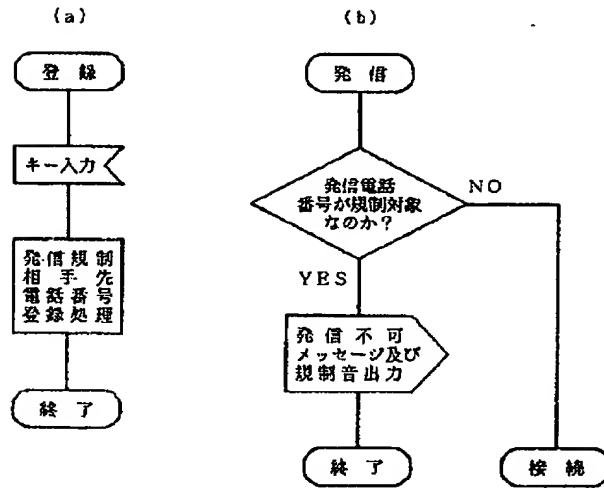 (a)
登録
キー入力
発信規制
相手先
電話番号
登録処理
終了
(b)
発信
発信電話
番号が規制対象
なのか?
NO
YES
発信不可
メッセージ及び
規制音出力
終了
接続